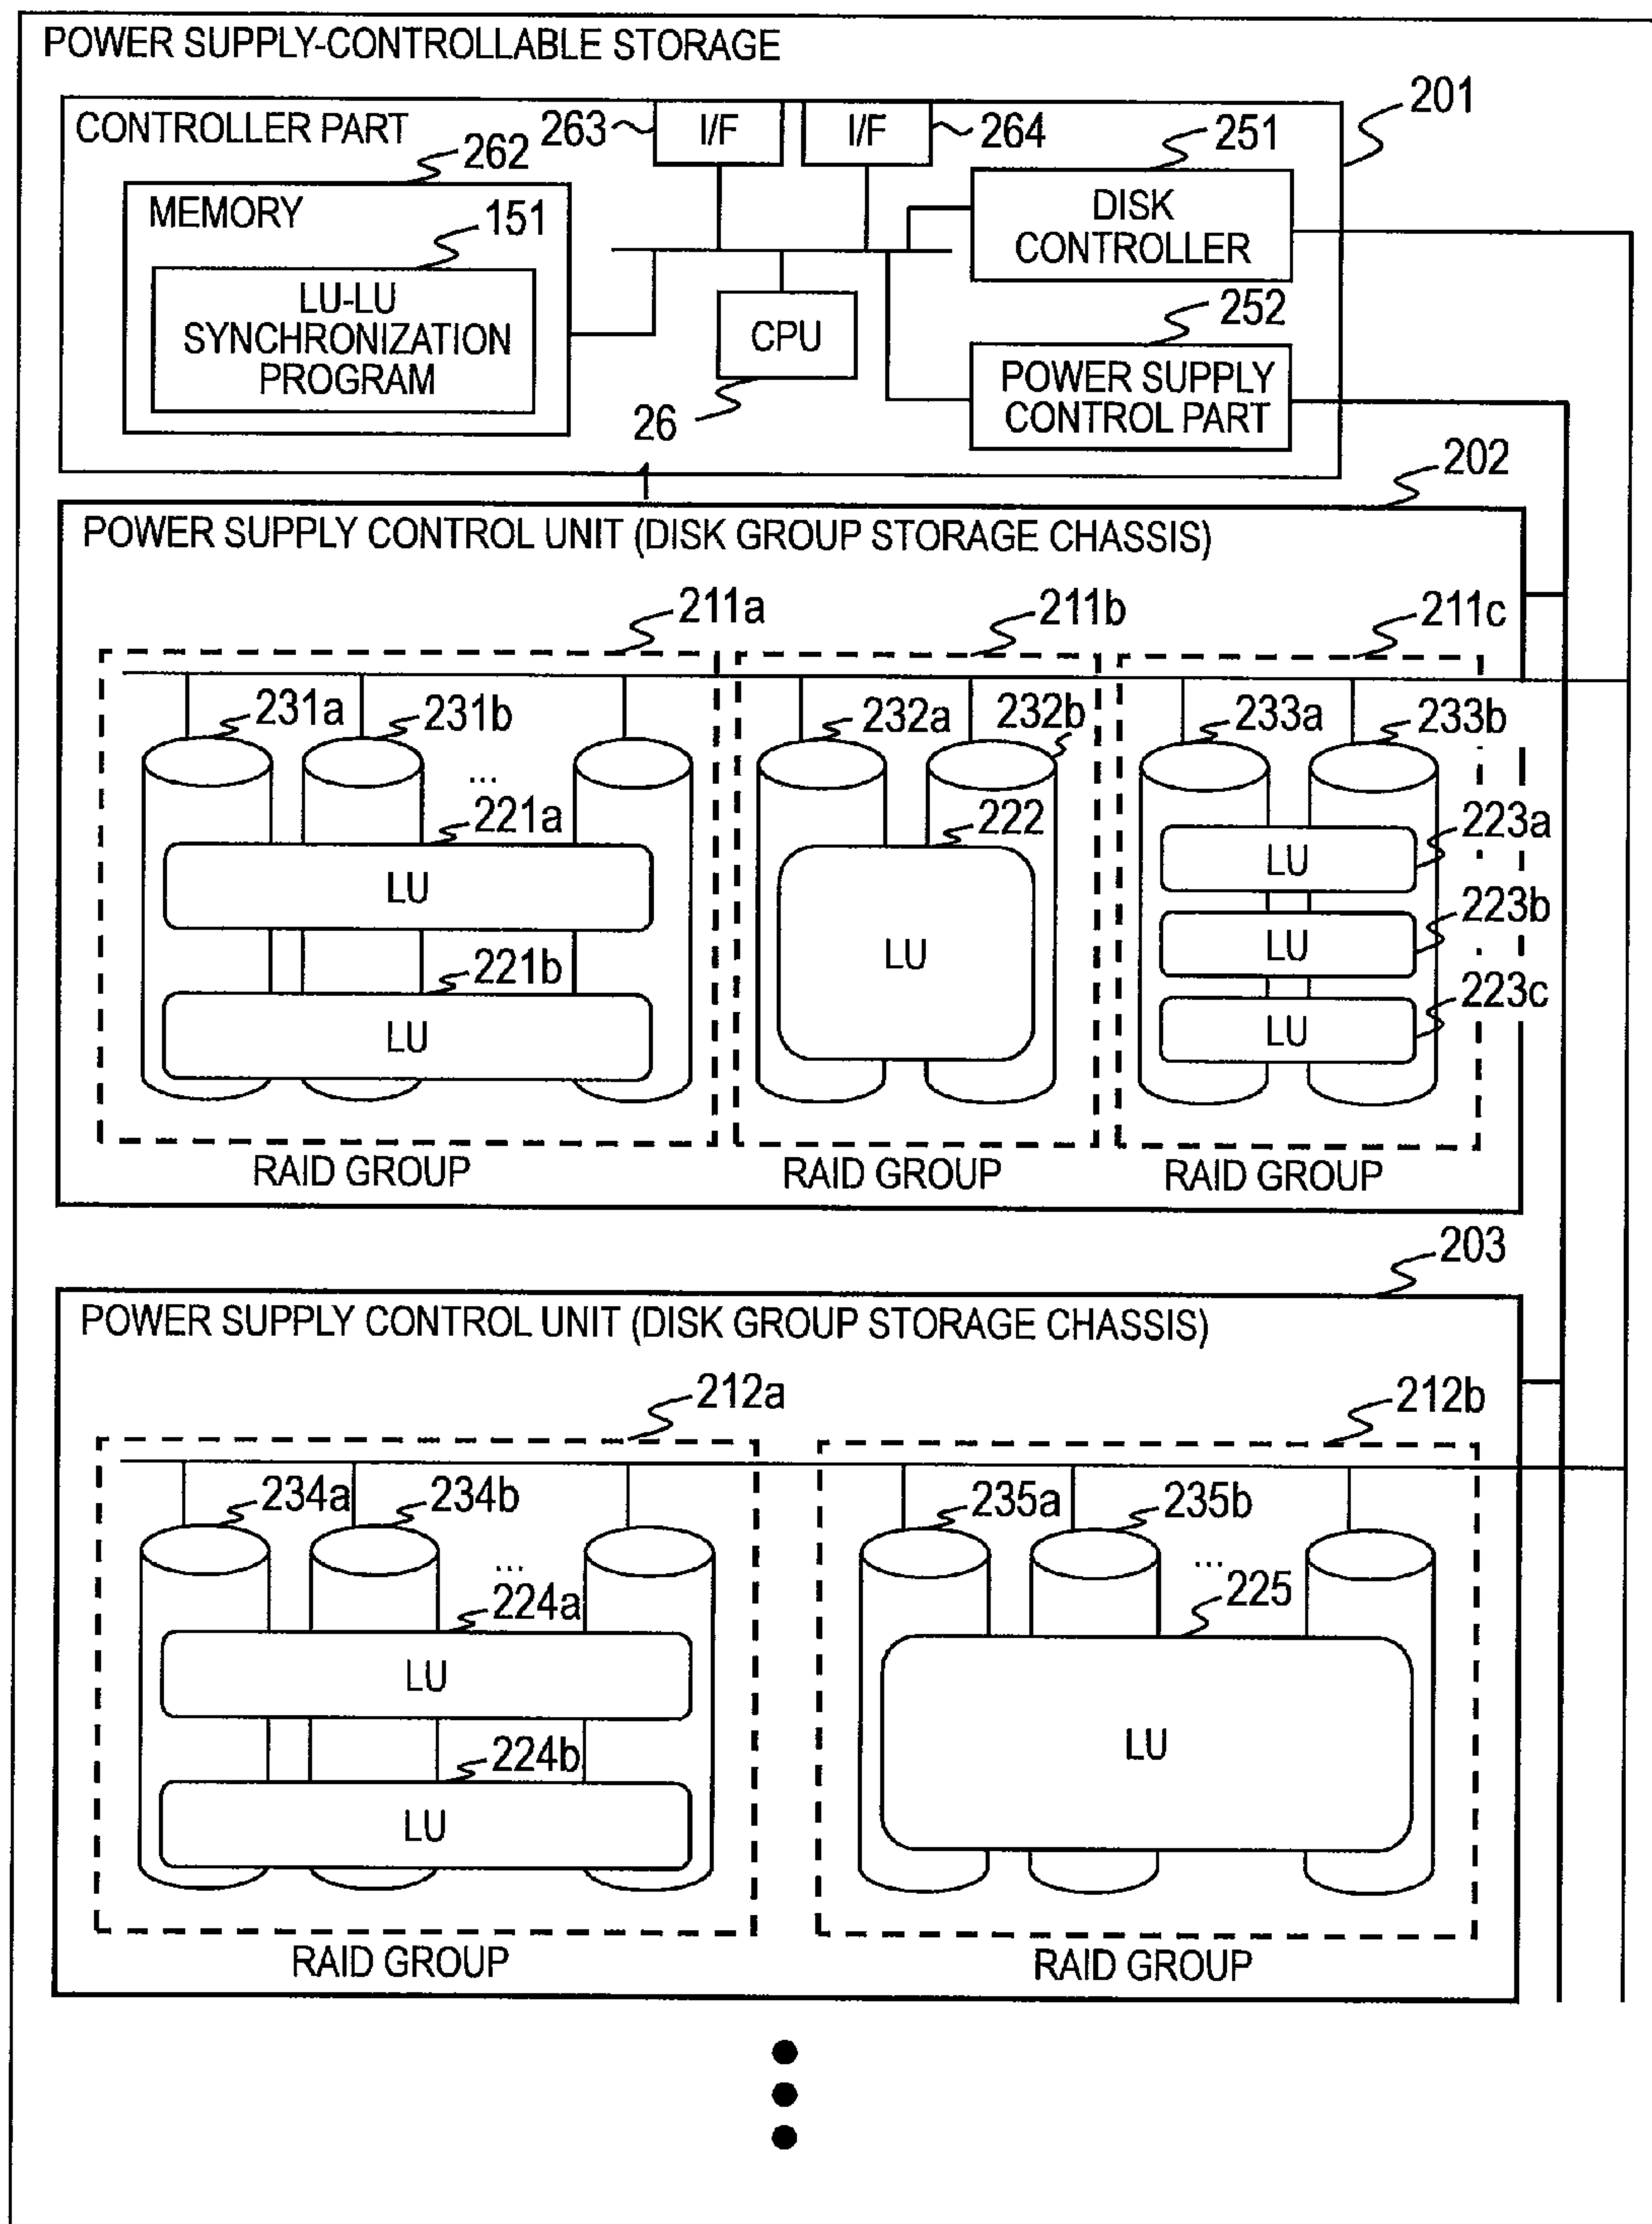 POWER SUPPLY-CONTROLLABLE STORAGE
201
CONTROLLER PART
263
I/F
I/F
264
251
262
MEMORY
151
DISK
CONTROLLER
LU-LU
SYNCHRONIZATION
PROGRAM
CPU
252
POWER SUPPLY
CONTROL PART
26
1
202
POWER SUPPLY CONTROL UNIT (DISK GROUP STORAGE CHASSIS)
211a
211b
211c
231a
231b
232a
232b
233a
233b
...
221a
222
223a
LU
LU
LU
223b
LU
221b
223c
LU
LU
RAID GROUP
RAID GROUP
RAID GROUP
203
POWER SUPPLY CONTROL UNIT (DISK GROUP STORAGE CHASSIS)
212a
212b
234a
234b
235a
235b
...
...
224a
225
LU
LU
224b
LU
RAID GROUP
RAID GROUP